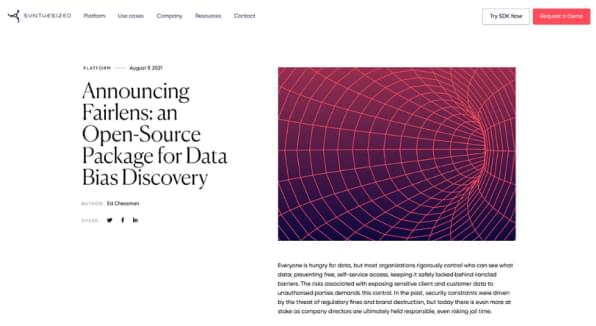 SYNTHESIZED
Platform Use cases Company Resources Contact Try SDK Now Request a Demo
PLATFORM August 9, 2021
Announcing
Fairlens: an
Open-Source
Package for Data
Bias Discovery
AUTHOR: Ed Chessman
SHARE:
Everyone is hungry for data, but most organizations rigorously control who can see what
data; preventing free, self-service access, keeping it safely locked behind ironclad
barriers. The risks associated with exposing sensitive client and customer data to
unauthorised parties demands this control. In the past, security constraints were driven
by the threat of regulatory fines and brand destruction, but today there is even more at
stake as company directors are ultimately held responsible, even risking jail time.